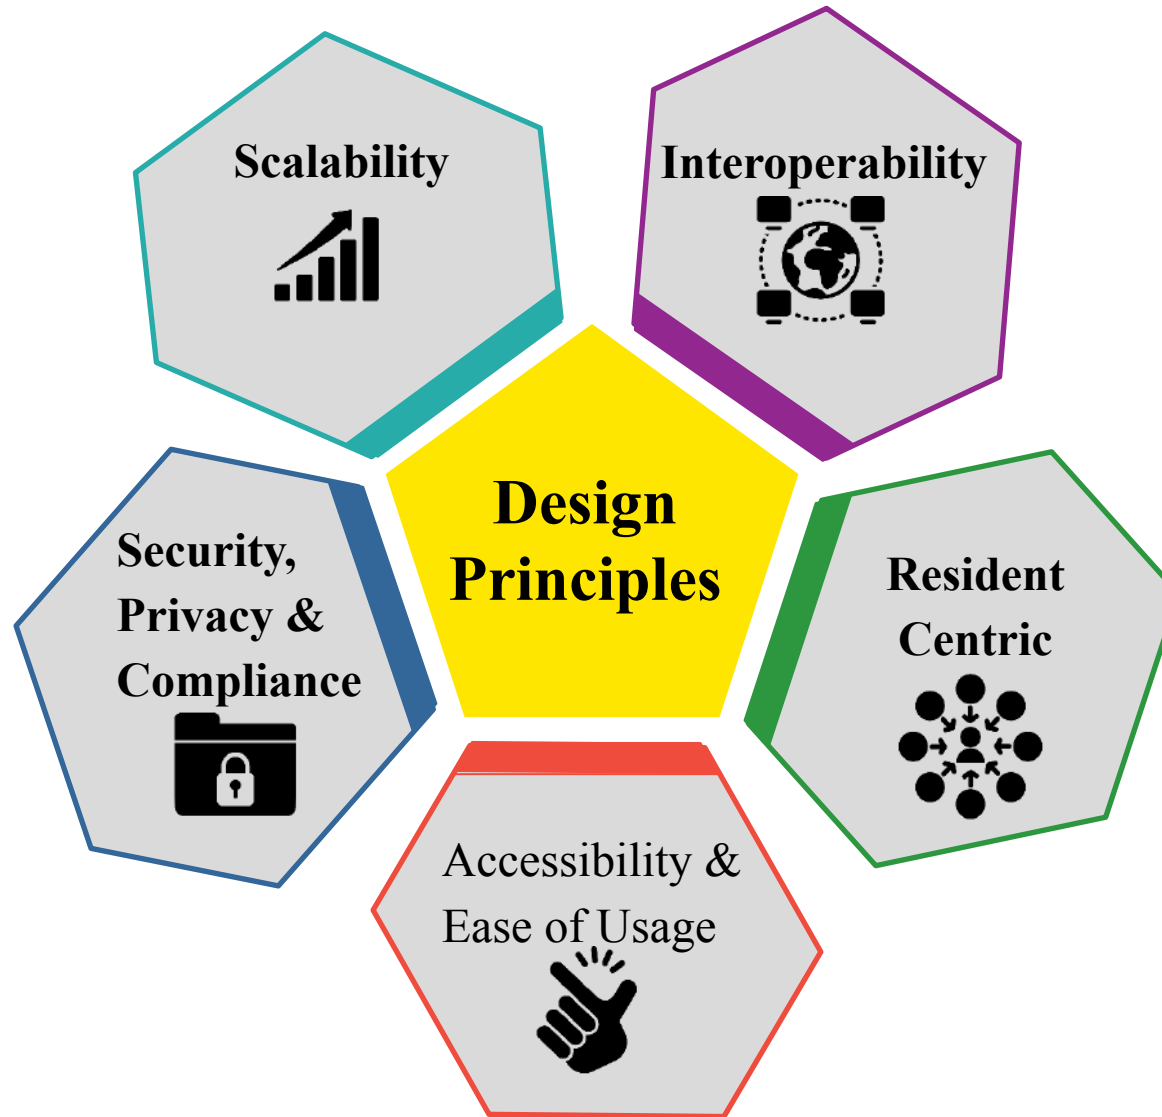 Scalability
Interoperability
Design
Principles
Security,
Privacy &
Compliance
Resident
Centric
Accessibility &
Ease of Usage